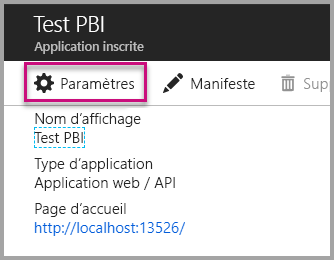 Test PBI
Application inscrite
Paramètres Manifeste
Nom d'affichage
Test PBI
Type d'application
Application web / API
Page d'accueil
http://localhost:13526/